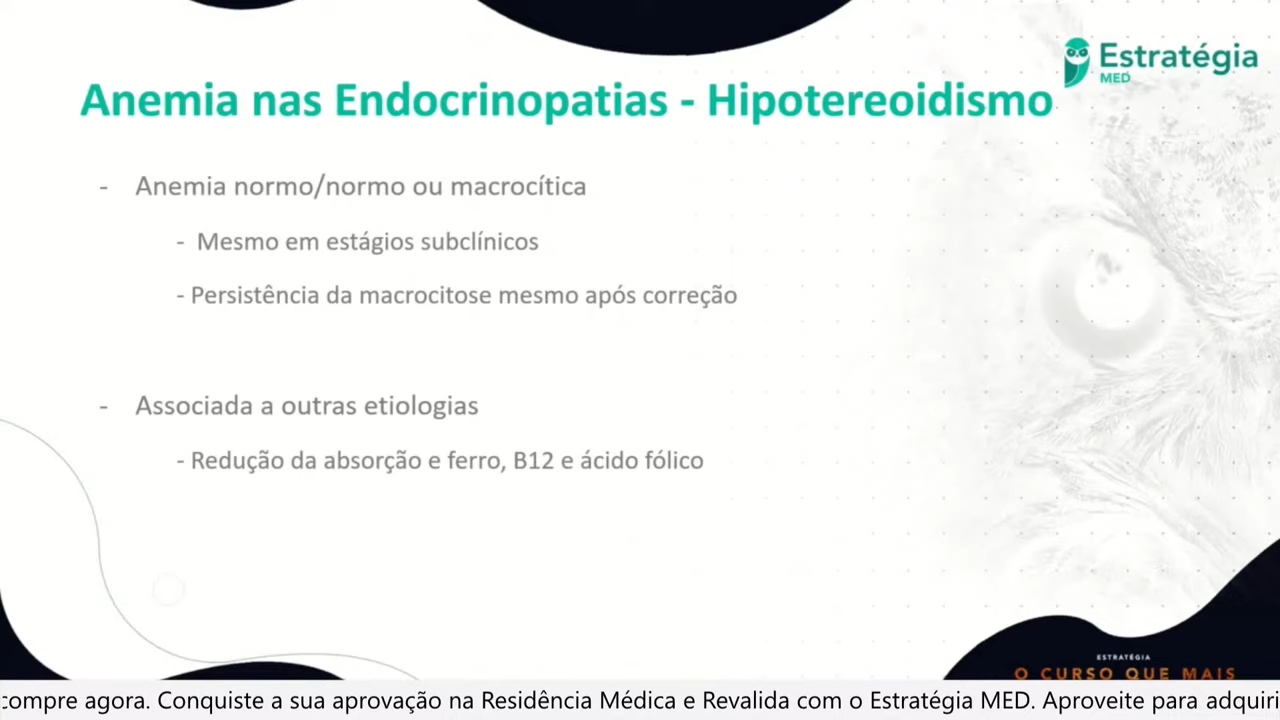 Estratégia
MED
Anemia nas Endocrinopatias - Hipotereoidismo
- Anemia normo/normo ou macrocítica
- Mesmo em estágios subclínicos
- Persistência da macrocitose mesmo após correção
- Associada a outras etiologias
- Redução da absorção e ferro, B12 e ácido fólico
ESTRATÉGIA
O CURSO QUE MAIS
compre agora. Conquiste a sua aprovação na Residência Médica e Revalida com o Estratégia MED. Aproveite para adquiri